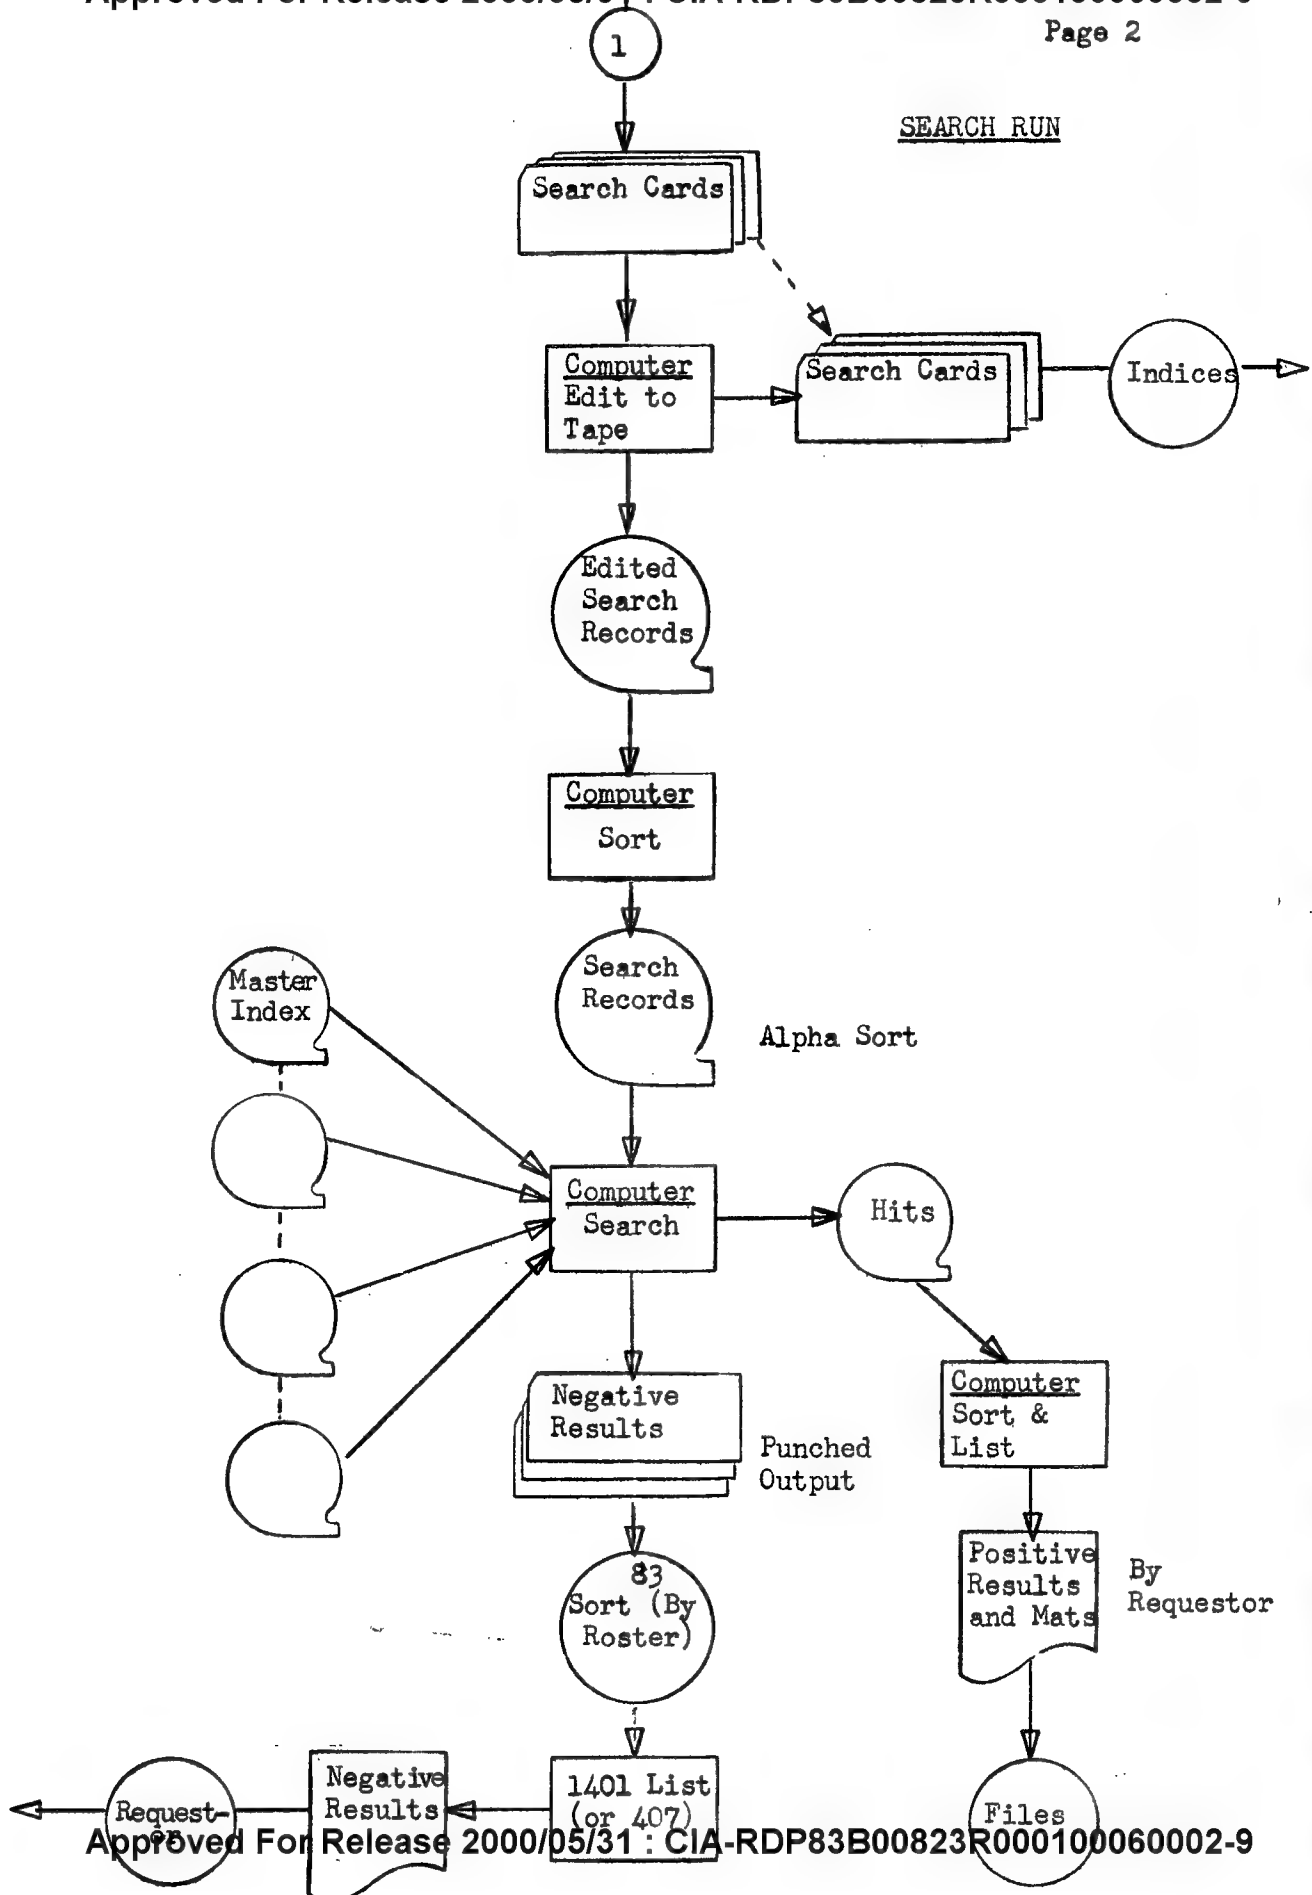 Approved For Release 2000/05/31 : CIA-RDP83B00823R000100060002-9
Page 2
1
SEARCH RUN
Search Cards
Computer
Edit to
Tape
Search Cards
Indices
Edited
Search
Records
Computer
Sort
Master
Index
Search
Records
Alpha Sort
Computer
Search
Hits
Negative
Results
Punched
Output
Computer
Sort &
List
83
Sort (By
Roster)
Positive
Results
and Mats
By
Requestor
1401 List
(or 407)
Negative
Results
Request-
or
Files
Approved For Release 2000/05/31 : CIA-RDP83B00823R000100060002-9